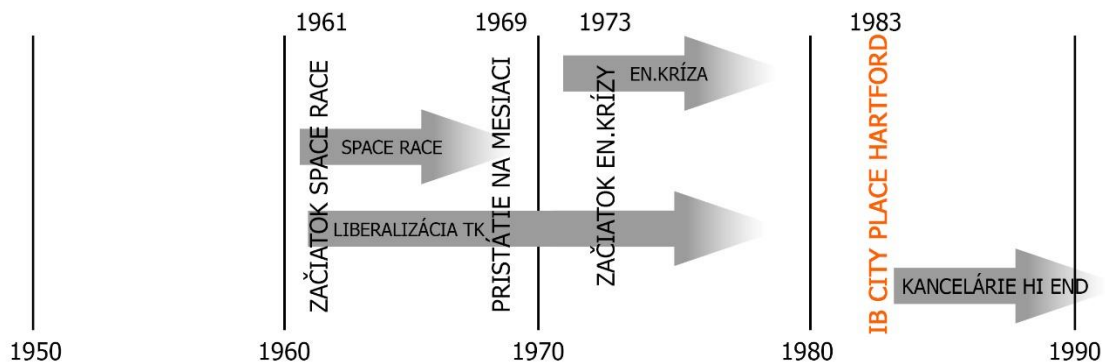 1961
1969
1973
1983
ZAČIATOK SPACE RACE
PRISTÁTIE NA MESIACI
ZAČIATOK EN.KRÍZY
IB CITY PLACE HARTFORD
EN.KRÍZA
SPACE RACE
LIBERALIZÁCIA TK
KANCELÁRIE HI END
1950
1960
1970
1980
1990